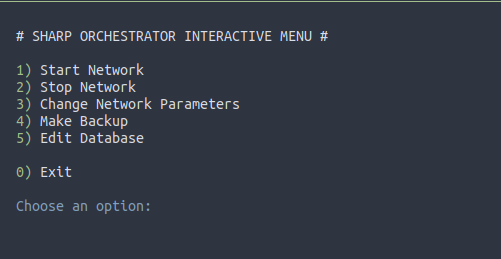 # SHARP ORCHESTRATOR INTERACTIVE MENU #
1) Start Network
2) Stop Network
3) Change Network Parameters
4) Make Backup
5) Edit Database
0) Exit
Choose an option: